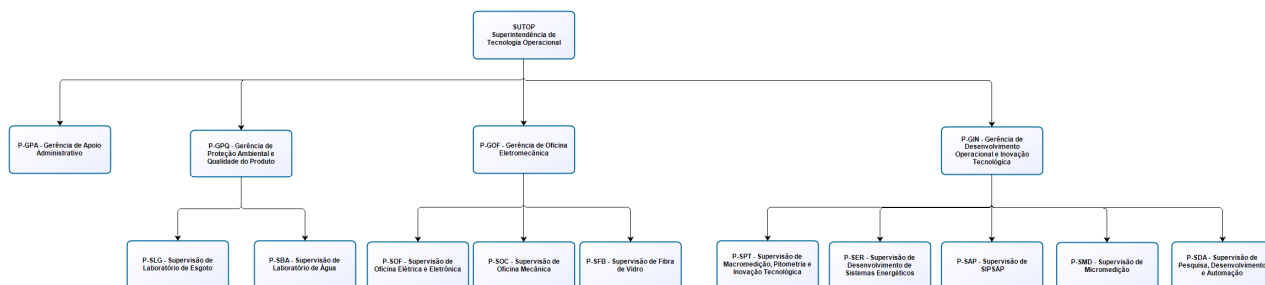 SUTOP
Superintendência de
Tecnologia Operacional
P-GPA - Gerência de Apoio
Administrativo
P-GPQ - Gerência de
Proteção Ambiental e
Qualidade do Produto
P-GOF - Gerência de Oficina
Eletromecânica
P-GIN - Gerência de
Desenvolvimento
Operacional e Inovação
Tecnológica
P-SLG - Supervisão de
Laboratório de Esgoto
P-SBA - Supervisão de
Laboratório de Água
P-SOF - Supervisão de
Oficina Elétrica e Eletrônica
P-SOC - Supervisão de
Oficina Mecânica
P-SFB - Supervisão de Fibra
de Vidro
P-SPT - Supervisão de
Macromedição, Pitometria e
Inovação Tecnológica
P-SER - Supervisão de
Desenvolvimento de
Sistemas Energéticos
P-SAP - Supervisão de
SIPSAP
P-SMD - Supervisão de
Micromedição
P-SDA - Supervisão de
Pesquisa, Desenvolvimento
e Automação